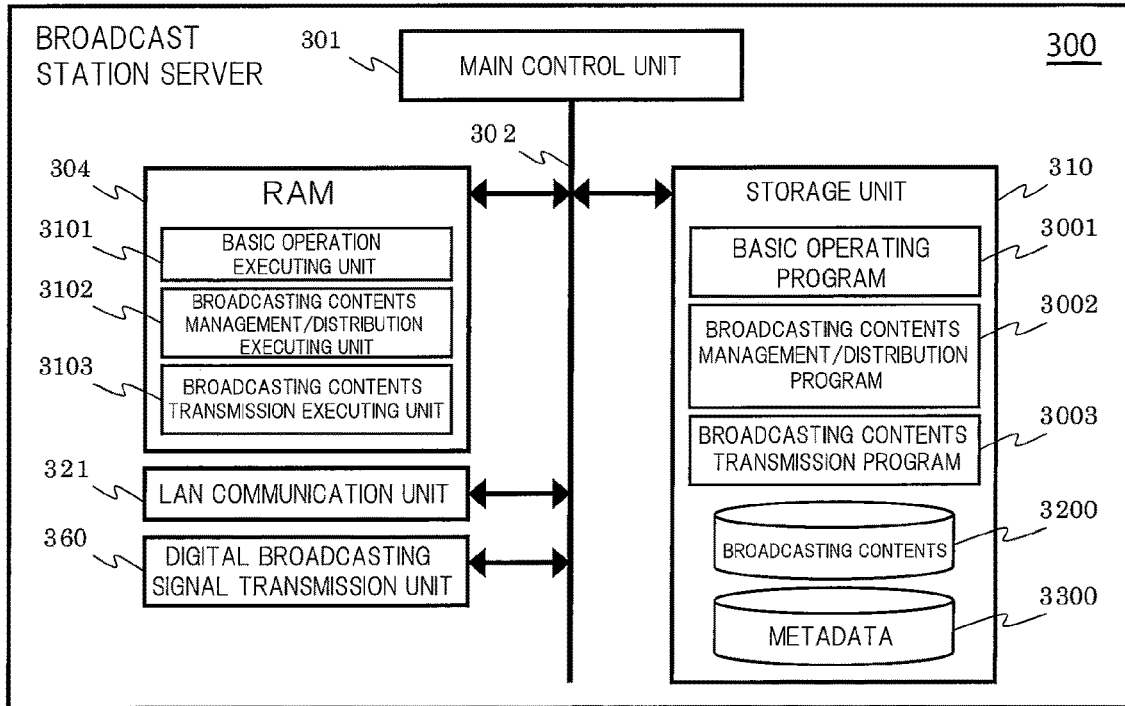 BROADCAST
STATION SERVER
300
301
MAIN CONTROL UNIT
302
304
RAM
3101
BASIC OPERATION
EXECUTING UNIT
3102
BROADCASTING CONTENTS
MANAGEMENT/DISTRIBUTION
EXECUTING UNIT
3103
BROADCASTING CONTENTS
TRANSMISSION EXECUTING UNIT
321
LAN COMMUNICATION UNIT
360
DIGITAL BROADCASTING
SIGNAL TRANSMISSION UNIT
310
STORAGE UNIT
3001
BASIC OPERATING
PROGRAM
3002
BROADCASTING CONTENTS
MANAGEMENT/DISTRIBUTION
PROGRAM
3003
BROADCASTING CONTENTS
TRANSMISSION PROGRAM
3200
BROADCASTING CONTENTS
3300
METADATA